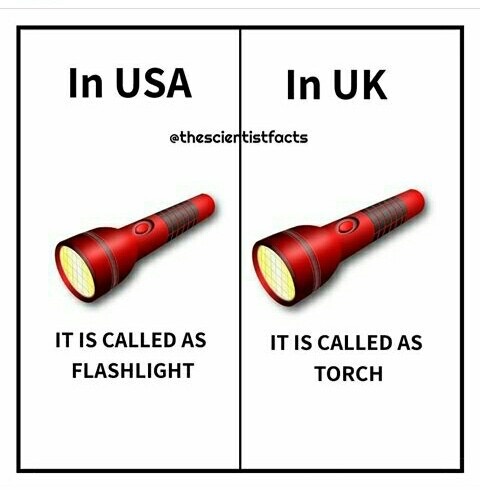 In USA
In UK
@thescientistfacts
IT IS CALLED AS
FLASHLIGHT
IT IS CALLED AS
TORCH